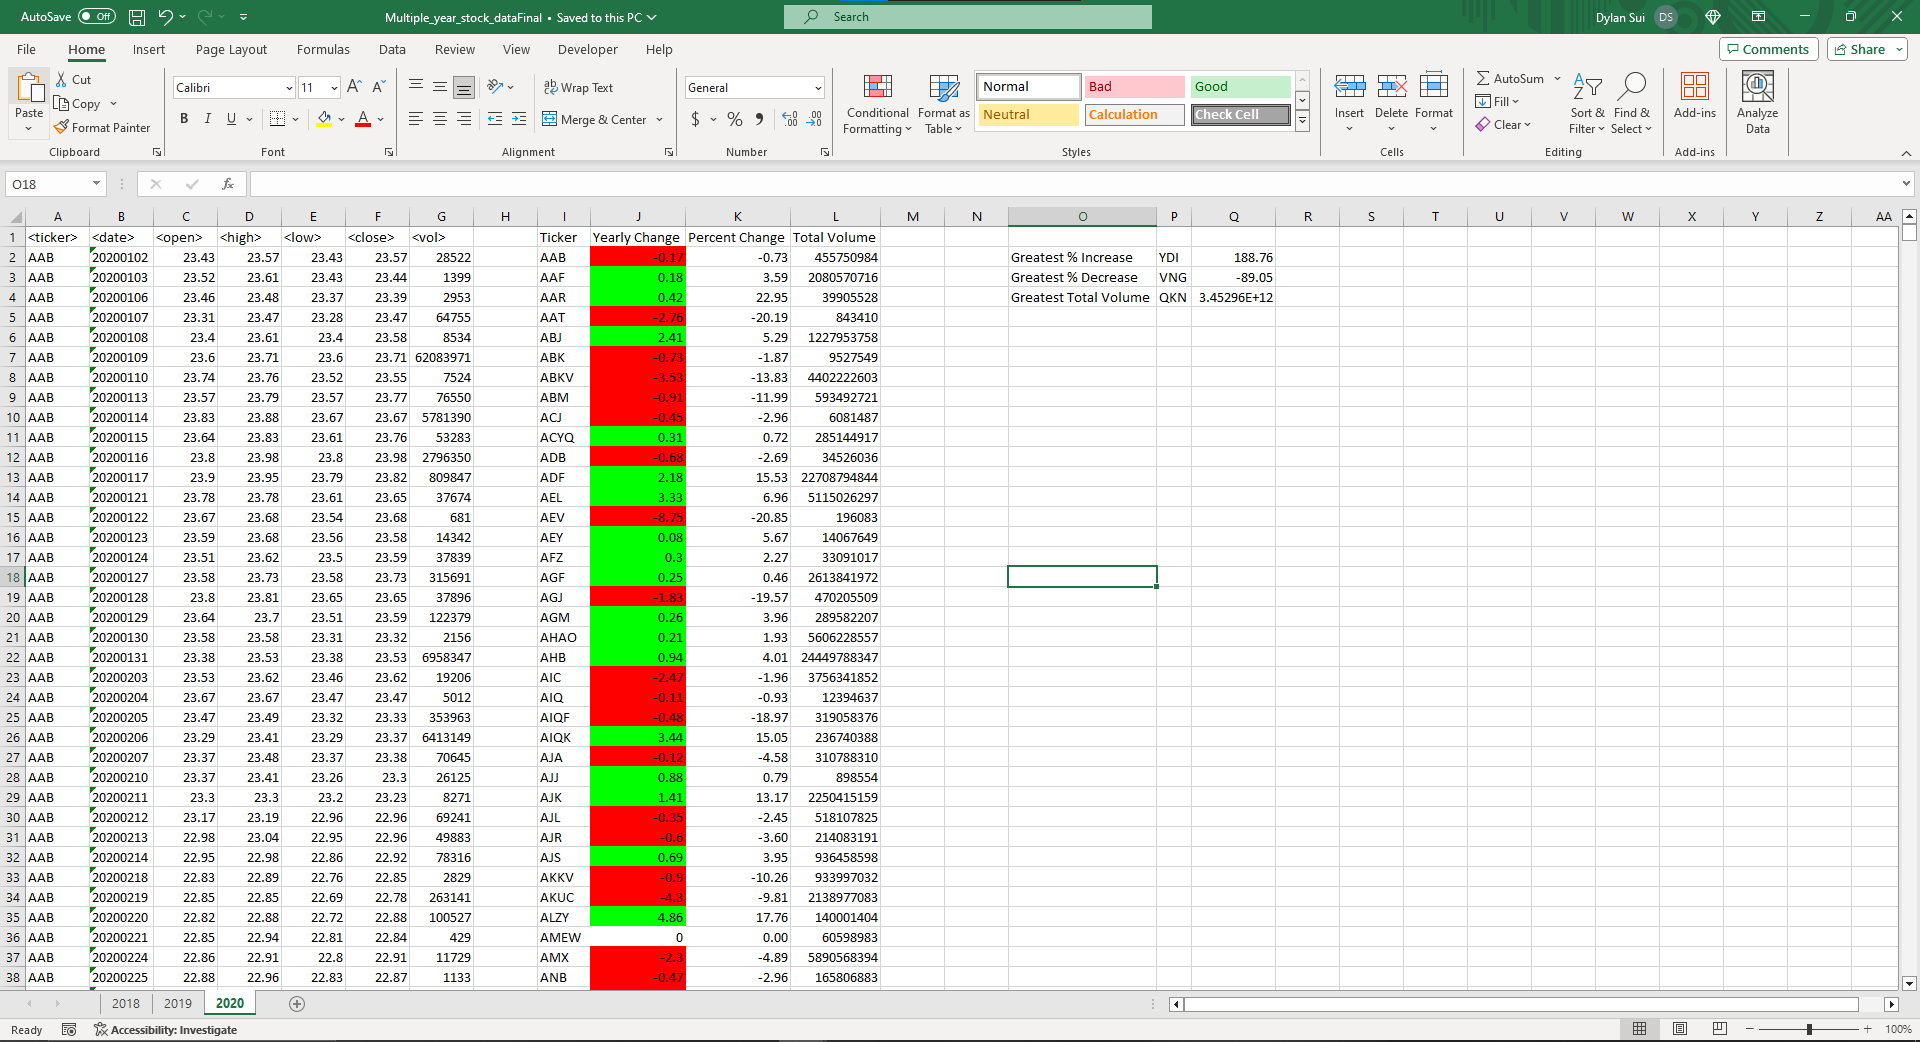 AutoSave Off Multiple_year_stock_dataFinal • Saved to this PC Search Dylan Sui DS
File Home Insert Page Layout Formulas Data Review View Developer Help Comments Share
Paste Cut Copy Format Painter Clipboard
Calibri 11 B I U A Font
Wrap Text Merge & Center Alignment
General $ % Number
Conditional Formatting Format as Table Normal Bad Good Neutral Calculation Check Cell Styles
Insert Delete Format Cells
AutoSum Fill Clear Sort & Filter Find & Select Editing
Add-ins Add-ins Analyze Data
O18 fx
A B C D E F G H I J K L M N O P Q R S T U V W X Y Z AA
1 <ticker> <date> <open> <high> <low> <close> <vol> Ticker Yearly Change Percent Change Total Volume
2 AAB 20200102 23.43 23.57 23.43 23.57 28522 AAB -0.17 -0.73 455750984 Greatest % Increase YDI 188.76
3 AAB 20200103 23.52 23.61 23.43 23.44 1399 AAF 0.18 3.59 2080570716 Greatest % Decrease VNG -89.05
4 AAB 20200106 23.46 23.48 23.37 23.39 2953 AAR 0.42 22.95 39905528 Greatest Total Volume QKN 3.45296E+12
5 AAB 20200107 23.31 23.47 23.28 23.47 64755 AAT -2.76 -20.19 843410
6 AAB 20200108 23.4 23.61 23.4 23.58 8534 ABJ 2.41 5.29 1227953758
7 AAB 20200109 23.6 23.71 23.6 23.71 62083971 ABK -0.73 -1.87 9527549
8 AAB 20200110 23.74 23.76 23.52 23.55 7524 ABKV -3.53 -13.83 4402222603
9 AAB 20200113 23.57 23.79 23.57 23.77 76550 ABM -0.91 -11.99 593492721
10 AAB 20200114 23.83 23.88 23.67 23.67 5781390 ACJ -0.45 -2.96 6081487
11 AAB 20200115 23.64 23.83 23.61 23.76 53283 ACYQ 0.31 0.72 285144917
12 AAB 20200116 23.8 23.98 23.8 23.98 2796350 ADB -0.68 -2.69 34526036
13 AAB 20200117 23.9 23.95 23.79 23.82 809847 ADF 2.18 15.53 22708794844
14 AAB 20200121 23.78 23.78 23.61 23.65 37674 AEL 3.33 6.96 5115026297
15 AAB 20200122 23.67 23.68 23.54 23.68 681 AEV -8.75 -20.85 196083
16 AAB 20200123 23.59 23.68 23.56 23.58 14342 AEY 0.08 5.67 14067649
17 AAB 20200124 23.51 23.62 23.5 23.59 37839 AFZ 0.3 2.27 33091017
18 AAB 20200127 23.58 23.73 23.58 23.73 315691 AGF 0.25 0.46 2613841972
19 AAB 20200128 23.8 23.81 23.65 23.65 37896 AGJ -1.83 -19.57 470205509
20 AAB 20200129 23.64 23.7 23.51 23.59 122379 AGM 0.26 3.96 289582207
21 AAB 20200130 23.58 23.58 23.31 23.32 2156 AHAO 0.21 1.93 5606228557
22 AAB 20200131 23.38 23.53 23.38 23.53 6958347 AHB 0.94 4.01 24449788347
23 AAB 20200203 23.53 23.62 23.46 23.62 19206 AIC -2.47 -1.96 3756341852
24 AAB 20200204 23.67 23.67 23.47 23.47 5012 AIQ -0.11 -0.93 12394637
25 AAB 20200205 23.47 23.49 23.32 23.33 353963 AIQF -0.48 -18.97 319058376
26 AAB 20200206 23.29 23.41 23.29 23.37 6413149 AIQK 3.44 15.05 236740388
27 AAB 20200207 23.37 23.48 23.37 23.38 70645 AJA -0.12 -4.58 310788310
28 AAB 20200210 23.37 23.41 23.26 23.3 26125 AJJ 0.88 0.79 898554
29 AAB 20200211 23.3 23.3 23.2 23.23 8271 AJK 1.41 13.17 2250415159
30 AAB 20200212 23.17 23.19 22.96 22.96 69241 AJL -0.35 -2.45 518107825
31 AAB 20200213 22.98 23.04 22.95 22.96 49883 AJR -0.6 -3.60 214083191
32 AAB 20200214 22.95 22.98 22.86 22.92 78316 AJS 0.69 3.95 936458598
33 AAB 20200218 22.83 22.89 22.76 22.85 2829 AKKV -0.9 -10.26 933997032
34 AAB 20200219 22.85 22.85 22.69 22.78 263141 AKUC -4.3 -9.81 2138977083
35 AAB 20200220 22.82 22.88 22.72 22.88 100527 ALZY 4.86 17.76 140001404
36 AAB 20200221 22.85 22.94 22.81 22.84 429 AMEW 0 0.00 60598983
37 AAB 20200224 22.86 22.91 22.8 22.91 11729 AMX -2.3 -4.89 5890568394
38 AAB 20200225 22.88 22.96 22.83 22.87 1133 ANB -0.47 -2.96 165806883
2018 2019 2020
Ready Accessibility: Investigate 100%